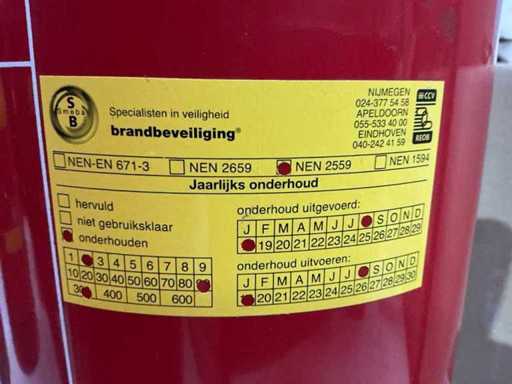 S
Smeba
B
Specialisten in veiligheid
brandbeveiliging®
NIJMEGEN
024-377 54 58
APELDOORN
055-533 40 00
EINDHOVEN
040-242 41 59
CCV
REOB
NEN-EN 671-3 NEN 2659 NEN 2559 NEN 1594
Jaarlijks onderhoud
hervuld
niet gebruiksklaar
onderhouden
1 3 4 5 6 7 8 9
10 20 30 40 50 60 70 80
400 500 600
onderhoud uitgevoerd:
J F M A M J J S O N D
19 20 21 22 23 24 25 26 27 28 29
onderhoud uitvoeren:
J F M A M J J S O N D
20 21 22 23 24 25 26 27 28 29 30